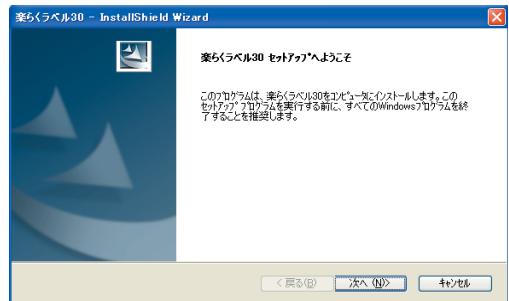 楽らくラベル30 - InstallShield Wizard
楽らくラベル30 ｾｯﾄｱｯﾌﾟへようこそ
このﾌﾟﾛｸﾞﾗﾑは、楽らくラベル30をｺﾝﾋﾟｭｰﾀにｲﾝｽﾄｰﾙします。この
ｾｯﾄｱｯﾌﾟ ﾌﾟﾛｸﾞﾗﾑを実行する前に、すべてのWindowsﾌﾟﾛｸﾞﾗﾑを終
了することを推奨します。
< 戻る(B)
次へ (N)>
ｷｬﾝｾﾙ